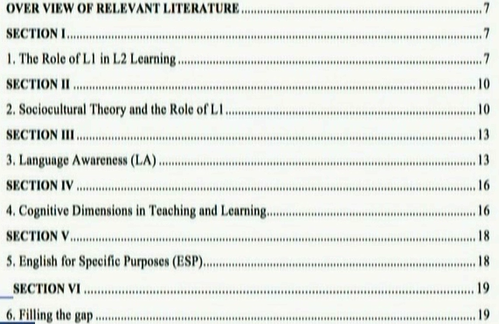 OVER VIEW OF RELEVANT LITERATURE ........................ 7
SECTION I ........................ 7
1. The Role of L1 in L2 Learning ........................ 7
SECTION II ........................ 10
2. Sociocultural Theory and the Role of L1 ........................ 10
SECTION III ........................ 13
3. Language Awareness (LA) ........................ 13
SECTION IV ........................ 16
4. Cognitive Dimensions in Teaching and Learning ........................ 16
SECTION V ........................ 18
5. English for Specific Purposes (ESP) ........................ 18
SECTION VI ........................ 19
6. Filling the gap ........................ 19